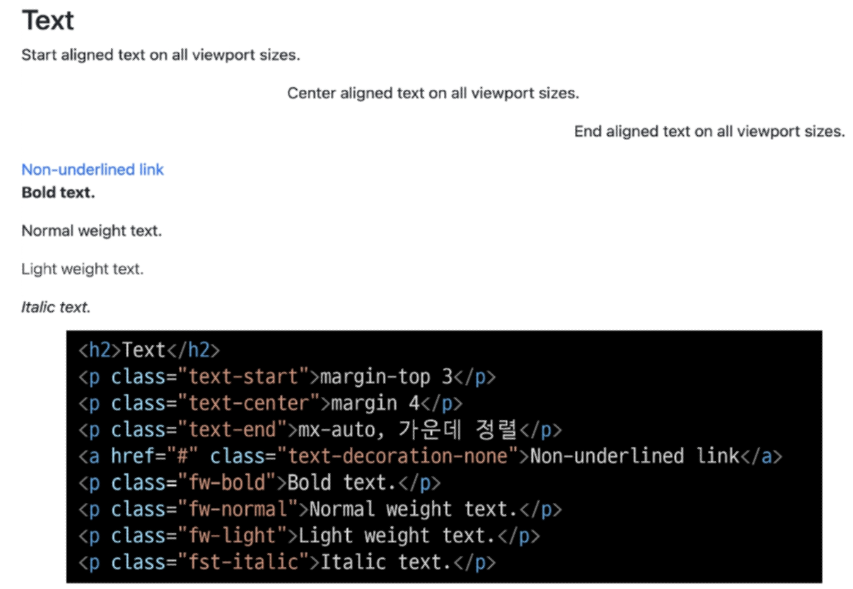 Text
Start aligned text on all viewport sizes.
Center aligned text on all viewport sizes.
End aligned text on all viewport sizes.
Non-underlined link
Bold text.
Normal weight text.
Light weight text.
Italic text.
<h2>Text</h2>
<p class="text-start">margin-top 3</p>
<p class="text-center">margin 4</p>
<p class="text-end">mx-auto, 가운데 정렬</p>
<a href="#" class="text-decoration-none">Non-underlined link</a>
<p class="fw-bold">Bold text.</p>
<p class="fw-normal">Normal weight text.</p>
<p class="fw-light">Light weight text.</p>
<p class="fst-italic">Italic text.</p>